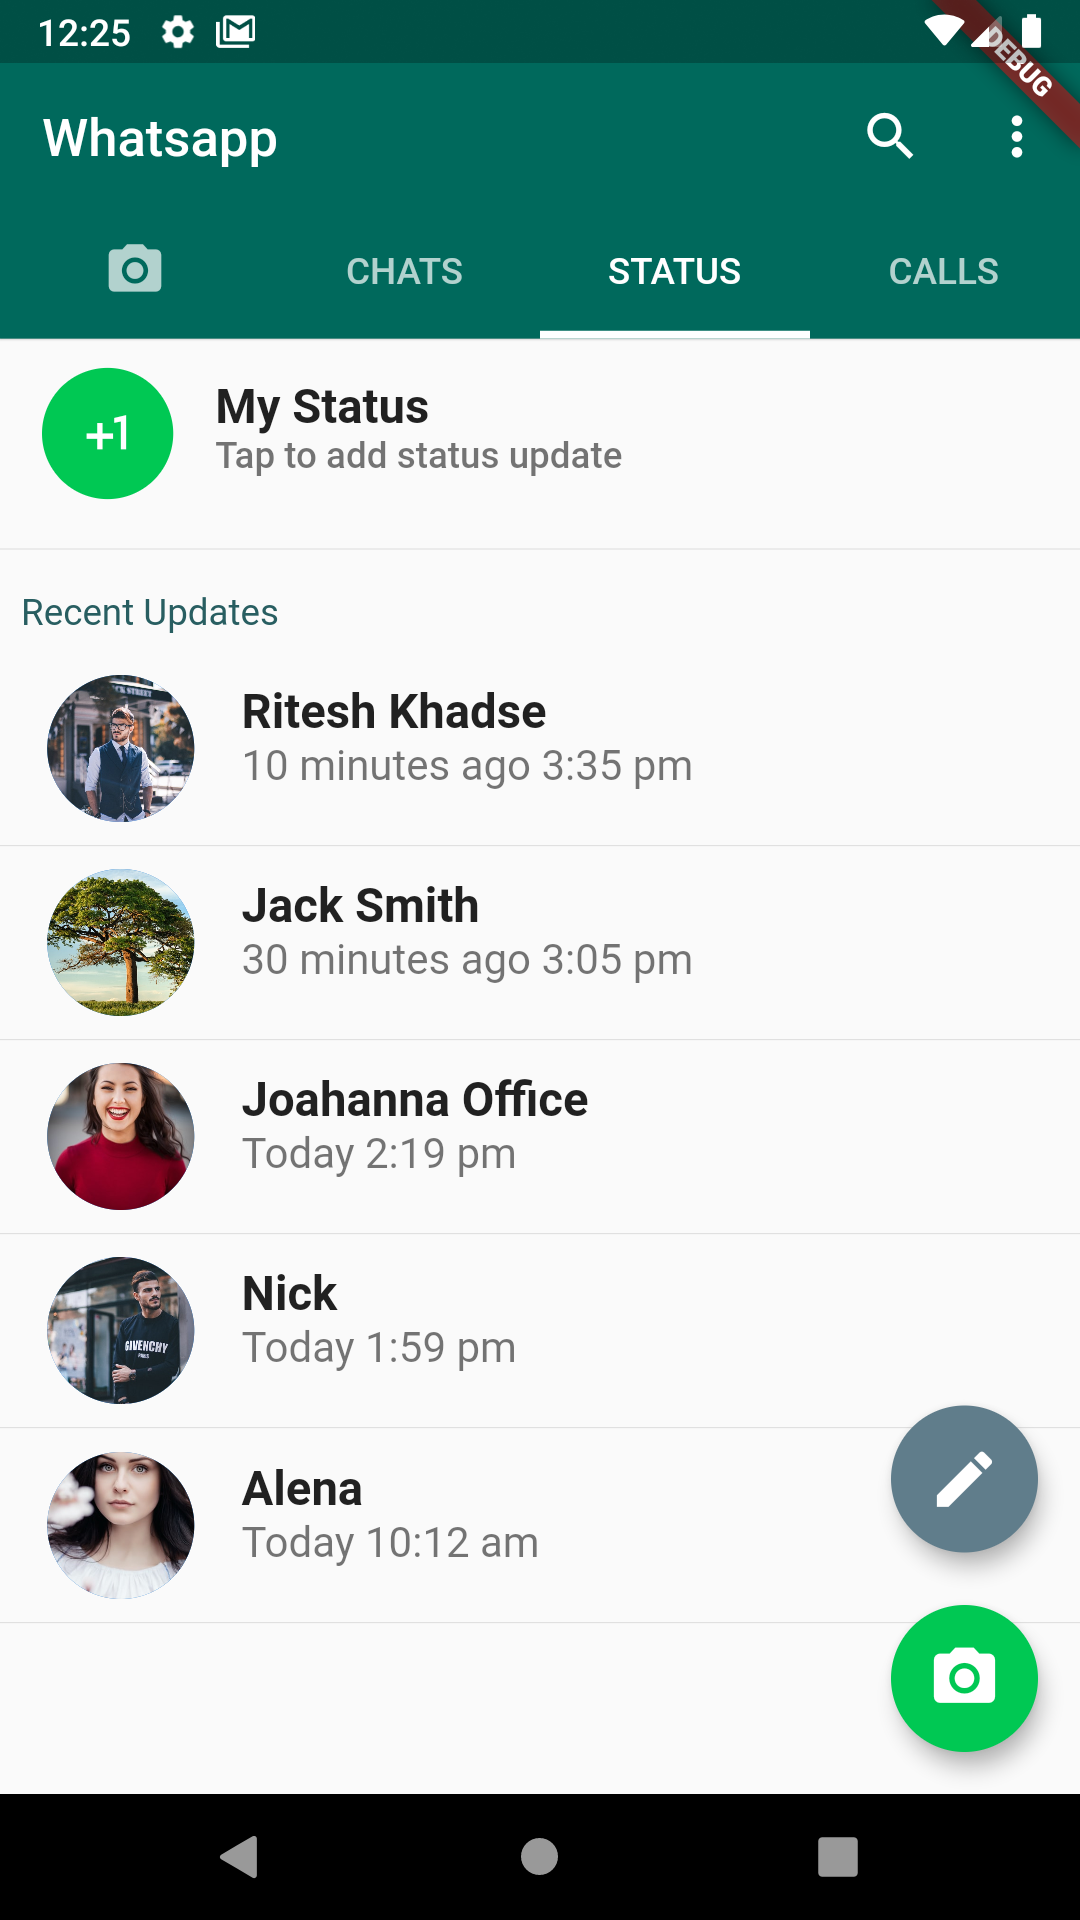 12:25
DEBUG
Whatsapp
CHATS STATUS CALLS
+1
My Status
Tap to add status update
Recent Updates
Ritesh Khadse
10 minutes ago 3:35 pm
Jack Smith
30 minutes ago 3:05 pm
Joahanna Office
Today 2:19 pm
Nick
Today 1:59 pm
GIVENCHY
Alena
Today 10:12 am